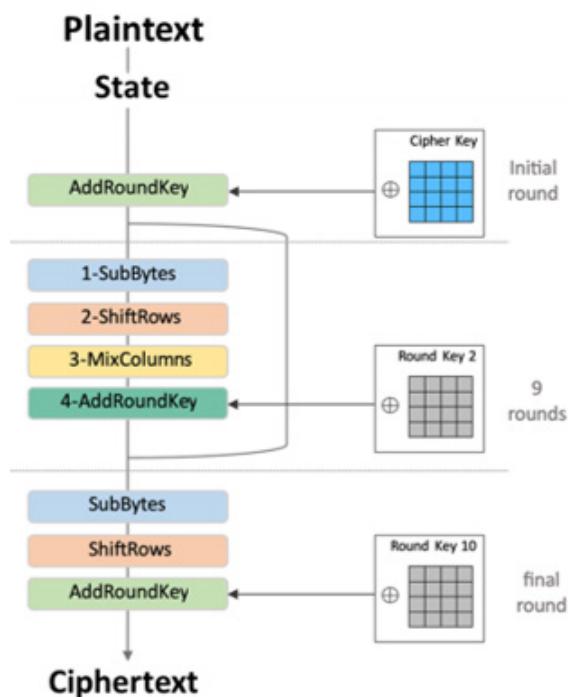 Plaintext
State
Cipher Key
AddRoundKey
Initial
round
1-SubBytes
2-ShiftRows
3-MixColumns
4-AddRoundKey
Round Key 2
9
rounds
SubBytes
ShiftRows
AddRoundKey
Round Key 10
final
round
Ciphertext